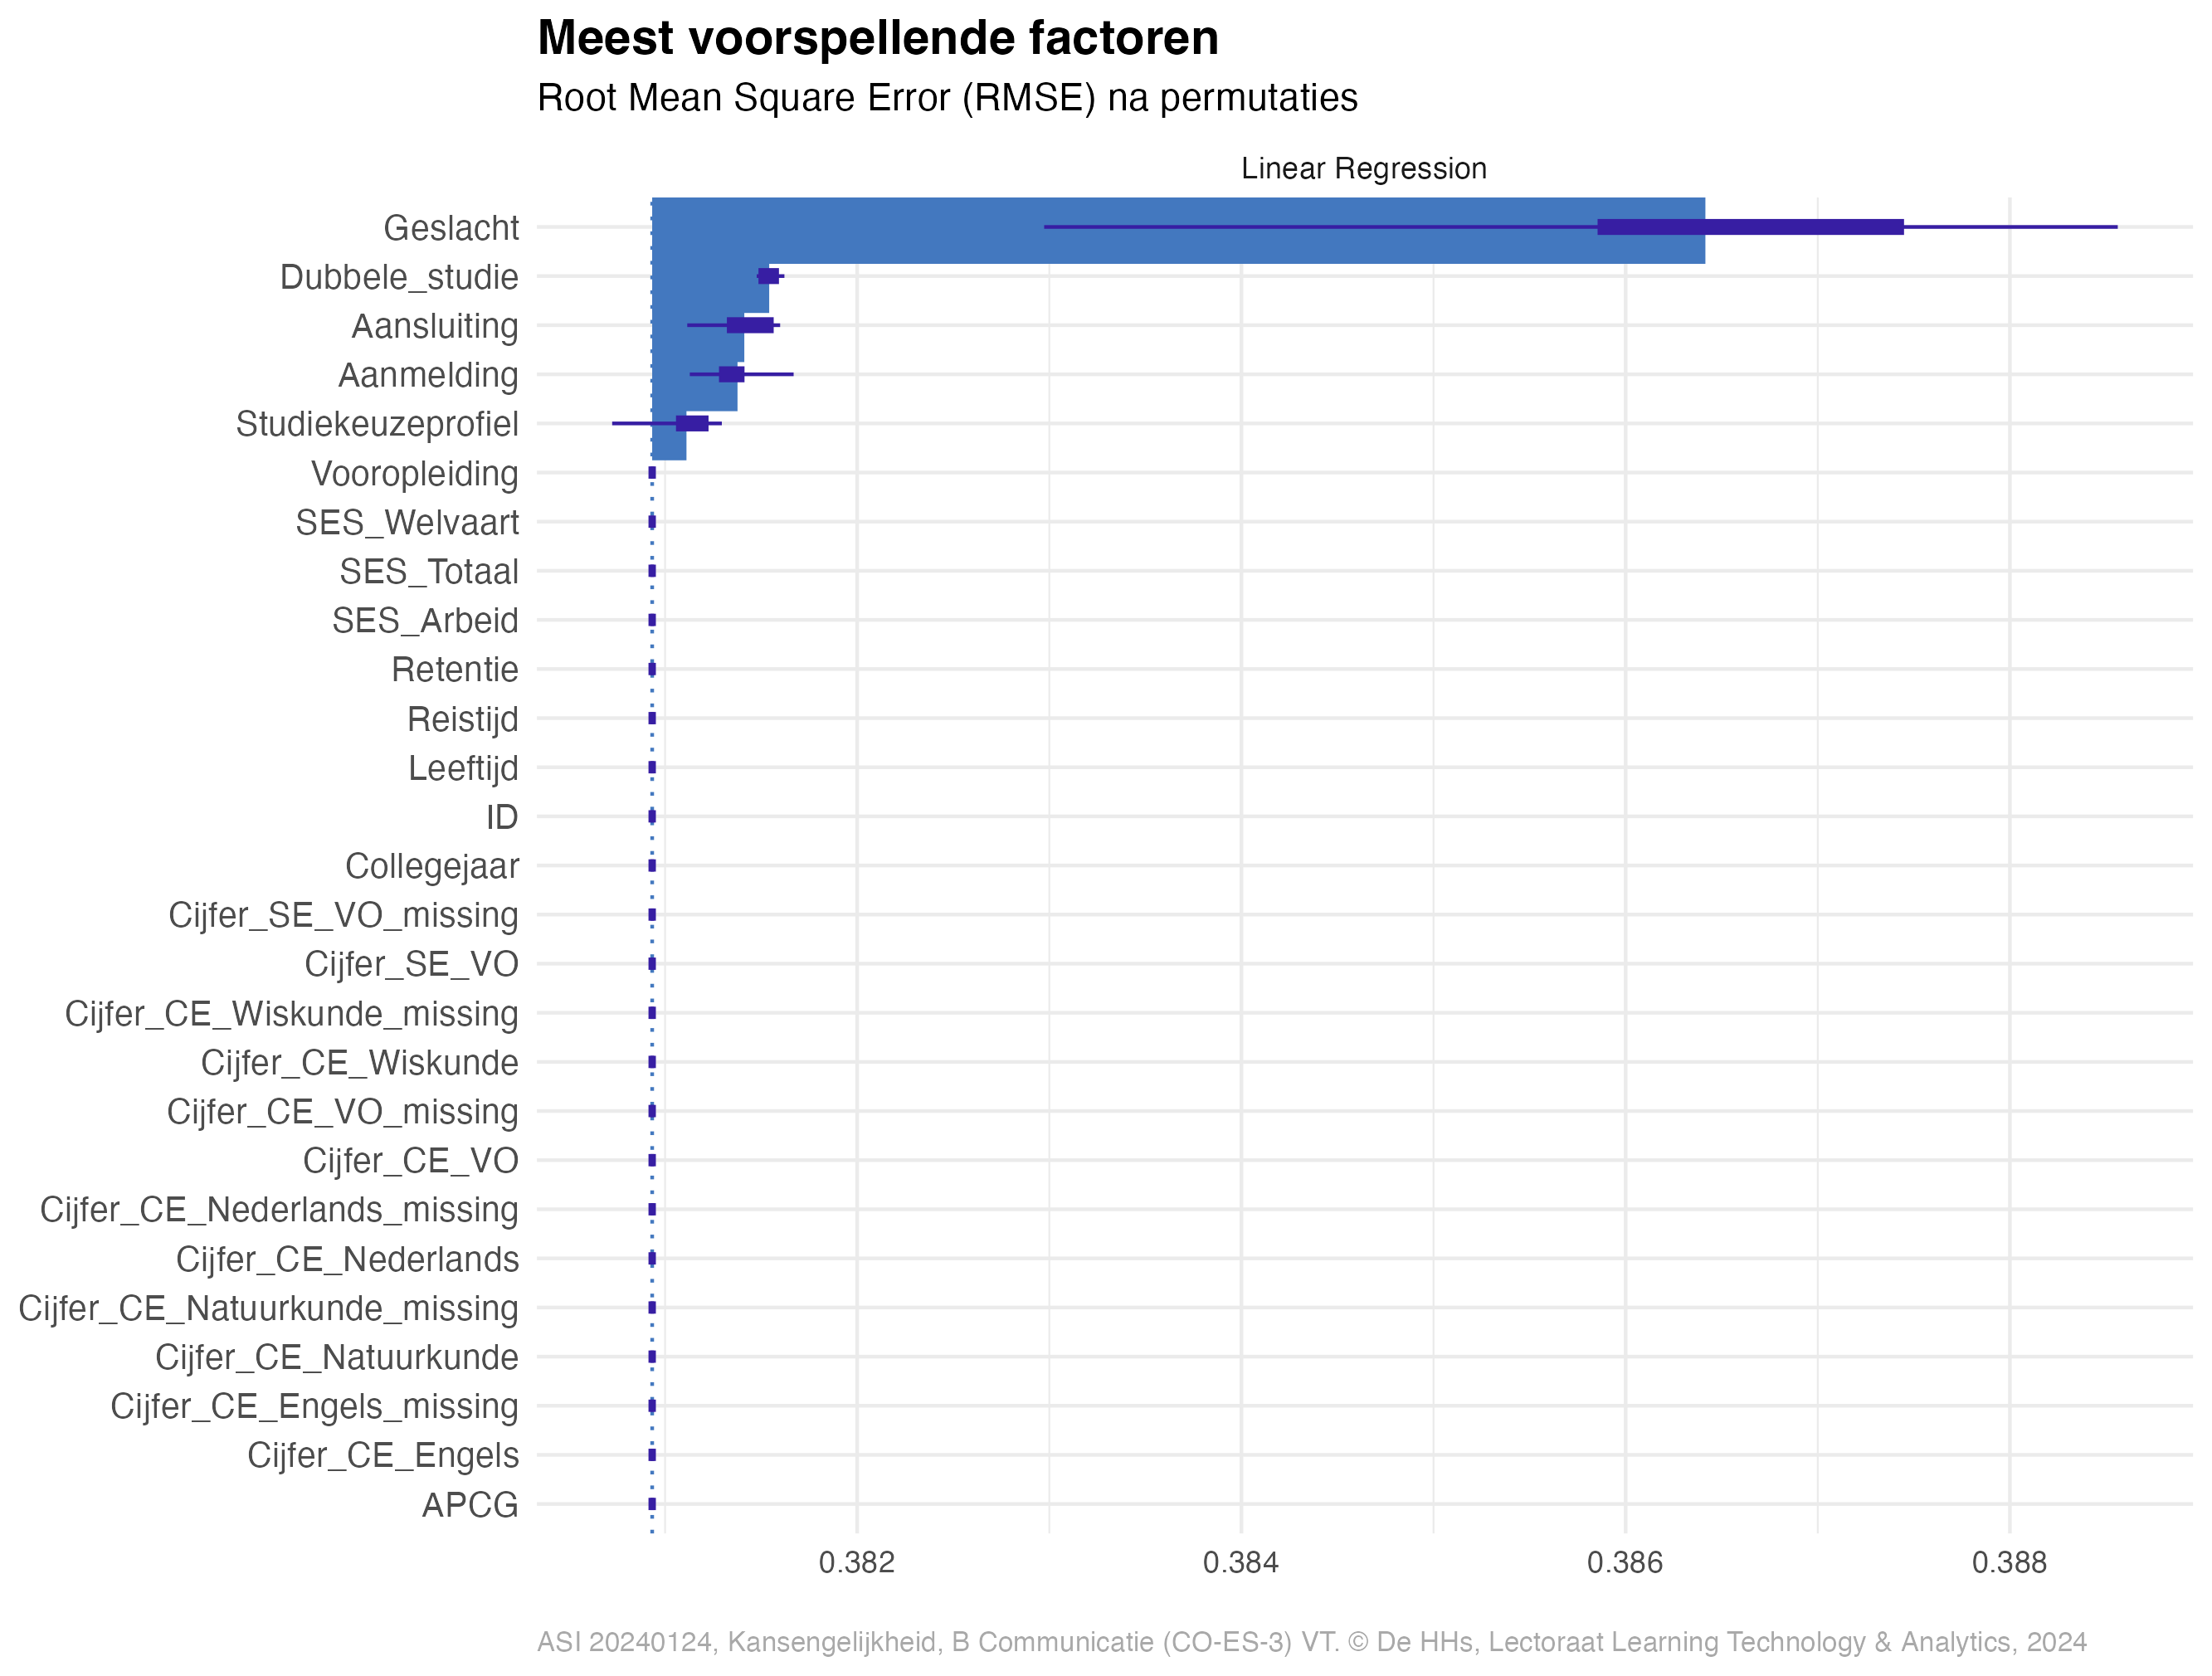 Meest voorspellende factoren
Root Mean Square Error (RMSE) na permutaties
Linear Regression
Geslacht
Dubbele_studie
Aansluiting
Aanmelding
Studiekeuzeprofiel
Vooropleiding
SES_Welvaart
SES_Totaal
SES_Arbeid
Retentie
Reistijd
Leeftijd
ID
Collegejaar
Cijfer_SE_VO_missing
Cijfer_SE_VO
Cijfer_CE_Wiskunde_missing
Cijfer_CE_Wiskunde
Cijfer_CE_VO_missing
Cijfer_CE_VO
Cijfer_CE_Nederlands_missing
Cijfer_CE_Nederlands
Cijfer_CE_Natuurkunde_missing
Cijfer_CE_Natuurkunde
Cijfer_CE_Engels_missing
Cijfer_CE_Engels
APCG
0.382 0.384 0.386 0.388
ASI 20240124, Kansengelijkheid, B Communicatie (CO-ES-3) VT. © De HHs, Lectoraat Learning Technology & Analytics, 2024